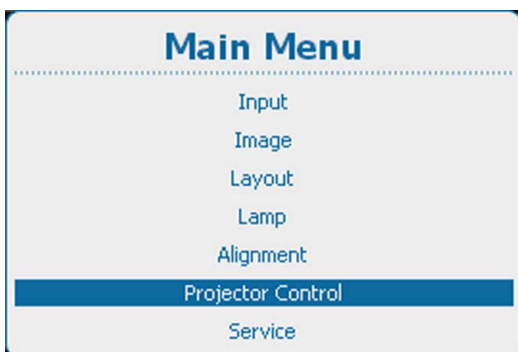 Main Menu
Input
Image
Layout
Lamp
Alignment
Projector Control
Service